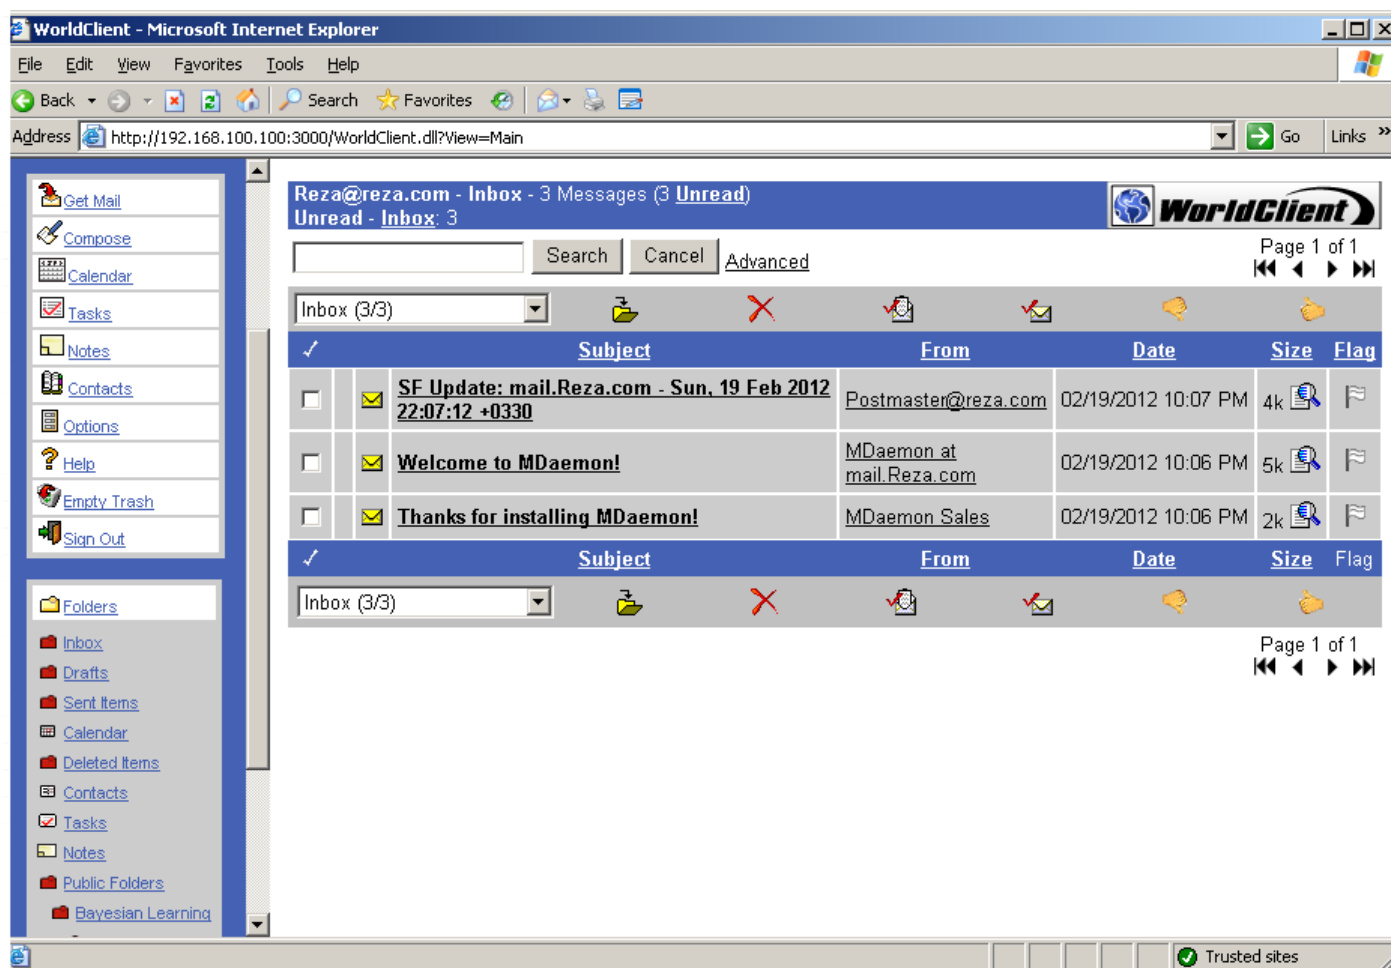 WorldClient - Microsoft Internet Explorer
File Edit View Favorites Tools Help
Back Search Favorites
Address http://192.168.100.100:3000/WorldClient.dll?View=Main Go Links »
Get Mail
Compose
Calendar
Tasks
Notes
Contacts
Options
Help
Empty Trash
Sign Out
Folders
Inbox
Drafts
Sent Items
Calendar
Deleted Items
Contacts
Tasks
Notes
Public Folders
Bayesian Learning
Reza@reza.com - Inbox - 3 Messages (3 Unread)
Unread - Inbox: 3
WorldClient
Search Cancel Advanced
Page 1 of 1
Inbox (3/3)
Subject From Date Size Flag
SF Update: mail.Reza.com - Sun, 19 Feb 2012
22:07:12 +0330
Postmaster@reza.com 02/19/2012 10:07 PM 4k
Welcome to MDaemon!
MDaemon at
mail.Reza.com
02/19/2012 10:06 PM 5k
Thanks for installing MDaemon! MDaemon Sales 02/19/2012 10:06 PM 2k
Subject From Date Size Flag
Inbox (3/3)
Page 1 of 1
Trusted sites